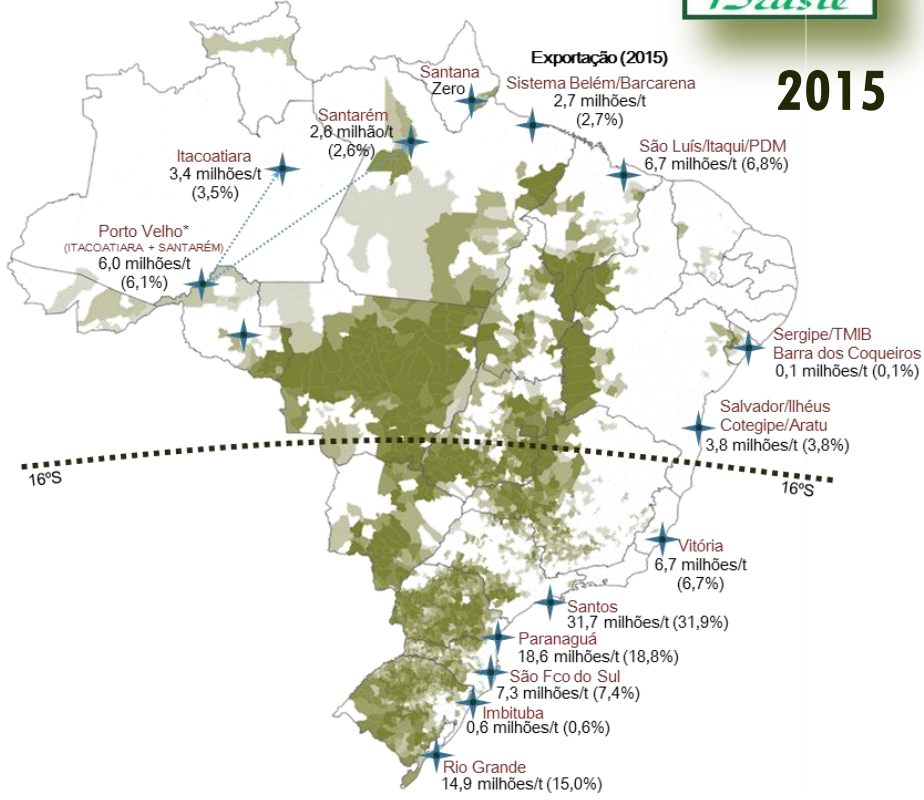 2015
Exportação (2015)
Santana
Zero
Sistema Belém/Barcarena
2,7 milhões/t
(2,7%)
Santarém
2,6 milhão/t
(2,6%)
São Luís/Itaqui/PDM
6,7 milhões/t (6,8%)
Itacoatiara
3,4 milhões/t
(3,5%)
Porto Velho*
(ITACOATIARA + SANTARÉM)
6,0 milhões/t
(6,1%)
Sergipe/TMIB
Barra dos Coqueiros
0,1 milhões/t (0,1%)
Salvador/Ilhéus
Cotegipe/Aratu
3,8 milhões/t (3,8%)
16ºS
16ºS
Vitória
6,7 milhões/t
(6,7%)
Santos
31,7 milhões/t (31,9%)
Paranaguá
18,6 milhões/t (18,8%)
São Fco do Sul
7,3 milhões/t (7,4%)
Imbituba
0,6 milhões/t (0,6%)
Rio Grande
14,9 milhões/t (15,0%)